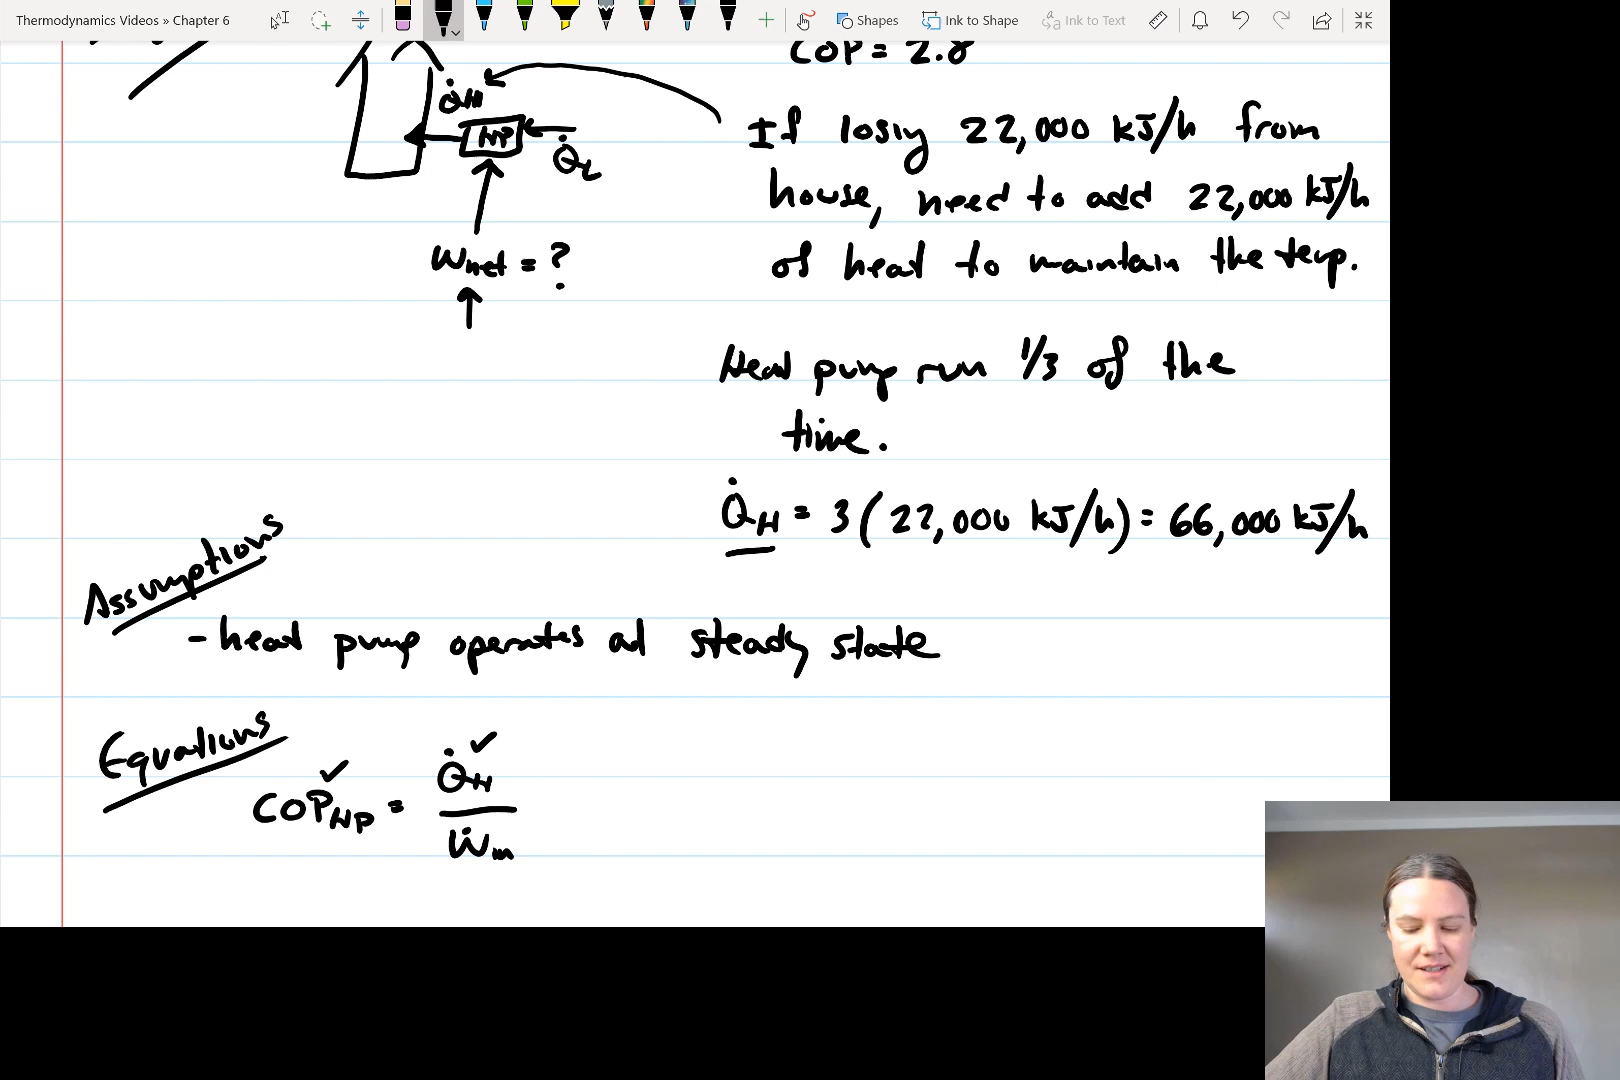 Thermodynamics Videos » Chapter 6
Shapes
Ink to Shape
Ink to Text
COP = 2.8
Q̇H
HP
Q̇L
Wnet = ?
If losing 22,000 kJ/h from
house, need to add 22,000 kJ/h
of heat to maintain the temp.
Heat pump run 1/3 of the
time.
Q̇H = 3 (22,000 kJ/h) = 66,000 kJ/h
Assumptions
- heat pump operates at steady state
Equations
COPHP = Q̇H / Ẇin